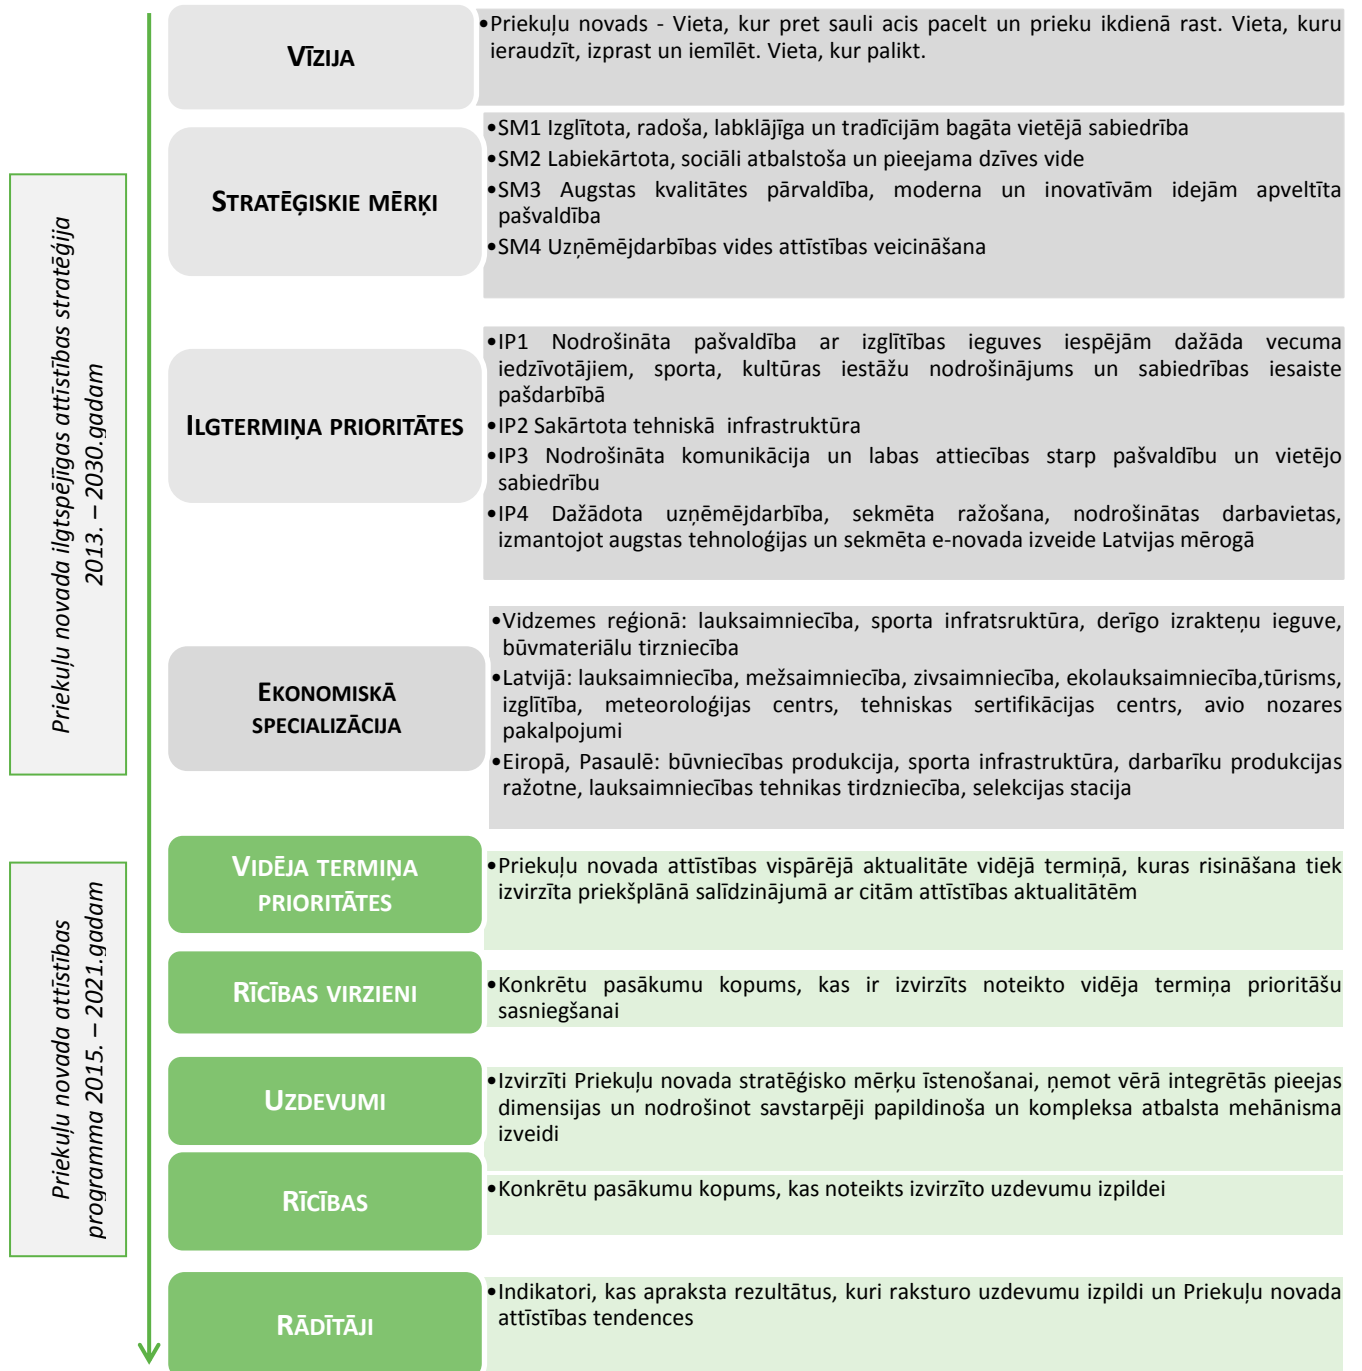 Priekuļu novada ilgtspējīgas attīstības stratēģija
2013. – 2030.gadam
VĪZIJA
•Priekuļu novads - Vieta, kur pret sauli acis pacelt un prieku ikdienā rast. Vieta, kuru
ieraudzīt, izprast un iemīlēt. Vieta, kur palikt.
STRATĒĢISKIE MĒRĶI
•SM1 Izglītota, radoša, labklājīga un tradīcijām bagāta vietējā sabiedrība
•SM2 Labiekārtota, sociāli atbalstoša un pieejama dzīves vide
•SM3 Augstas kvalitātes pārvaldība, moderna un inovatīvām idejām apveltīta
pašvaldība
•SM4 Uzņēmējdarbības vides attīstības veicināšana
ILGTERMIŅA PRIORITĀTES
•IP1 Nodrošināta pašvaldība ar izglītības ieguves iespējām dažāda vecuma
iedzīvotājiem, sporta, kultūras iestāžu nodrošinājums un sabiedrības iesaiste
pašdarbībā
•IP2 Sakārtota tehniskā infrastruktūra
•IP3 Nodrošināta komunikācija un labas attiecības starp pašvaldību un vietējo
sabiedrību
•IP4 Dažādota uzņēmējdarbība, sekmēta ražošana, nodrošinātas darbavietas,
izmantojot augstas tehnoloģijas un sekmēta e-novada izveide Latvijas mērogā
EKONOMISKĀ
SPECIALIZĀCIJA
•Vidzemes reģionā: lauksaimniecība, sporta infratsruktūra, derīgo izrakteņu ieguve,
būvmateriālu tirzniecība
•Latvijā: lauksaimniecība, mežsaimniecība, zivsaimniecība, ekolauksaimniecība,tūrisms,
izglītība, meteoroloģijas centrs, tehniskas sertifikācijas centrs, avio nozares
pakalpojumi
•Eiropā, Pasaulē: būvniecības produkcija, sporta infrastruktūra, darbarīku produkcijas
ražotne, lauksaimniecības tehnikas tirdzniecība, selekcijas stacija
Priekuļu novada attīstības
programma 2015. – 2021.gadam
VIDĒJA TERMIŅA
PRIORITĀTES
•Priekuļu novada attīstības vispārējā aktualitāte vidējā termiņā, kuras risināšana tiek
izvirzīta priekšplānā salīdzinājumā ar citām attīstības aktualitātēm
RĪCĪBAS VIRZIENI
•Konkrētu pasākumu kopums, kas ir izvirzīts noteikto vidēja termiņa prioritāšu
sasniegšanai
UZDEVUMI
•Izvirzīti Priekuļu novada stratēģisko mērķu īstenošanai, ņemot vērā integrētās pieejas
dimensijas un nodrošinot savstarpēji papildinoša un kompleksa atbalsta mehānisma
izveidi
RĪCĪBAS
•Konkrētu pasākumu kopums, kas noteikts izvirzīto uzdevumu izpildei
RĀDĪTĀJI
•Indikatori, kas apraksta rezultātus, kuri raksturo uzdevumu izpildi un Priekuļu novada
attīstības tendences